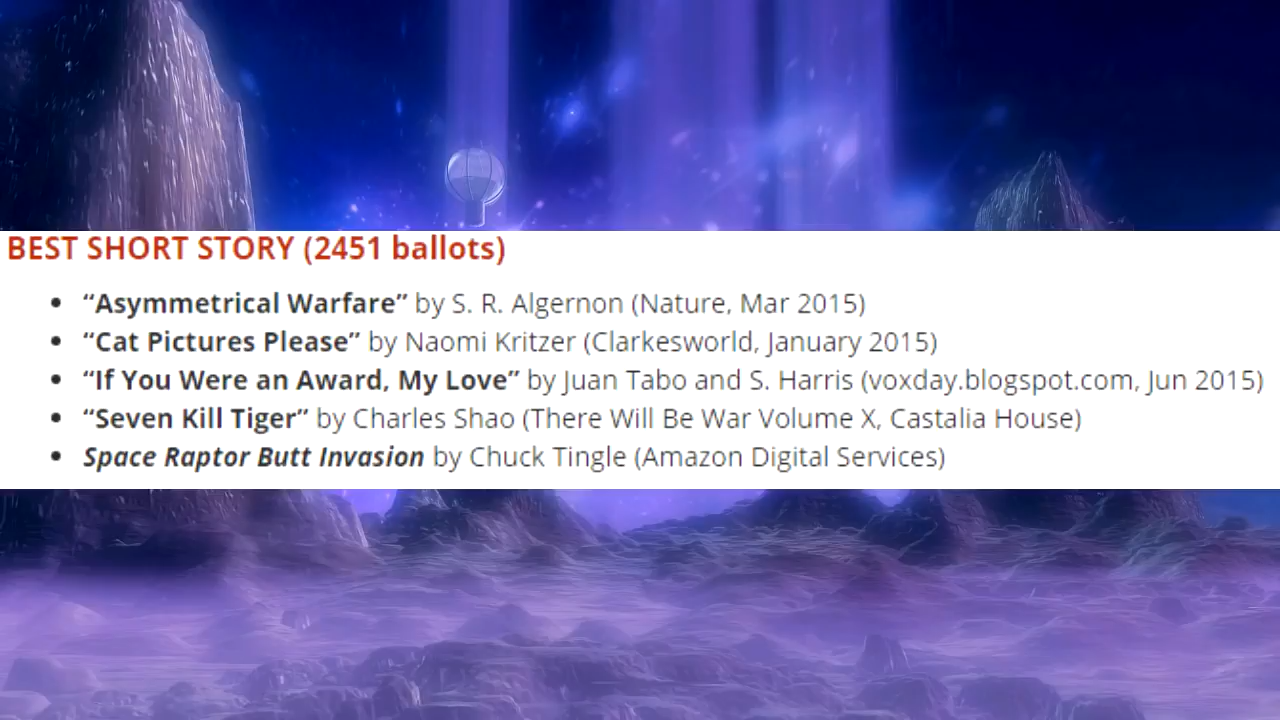 BEST SHORT STORY (2451 ballots)
• “Asymmetrical Warfare” by S. R. Algernon (Nature, Mar 2015)
• “Cat Pictures Please” by Naomi Kritzer (Clarkesworld, January 2015)
• “If You Were an Award, My Love” by Juan Tabo and S. Harris (voxday.blogspot.com, Jun 2015)
• “Seven Kill Tiger” by Charles Shao (There Will Be War Volume X, Castalia House)
• Space Raptor Butt Invasion by Chuck Tingle (Amazon Digital Services)